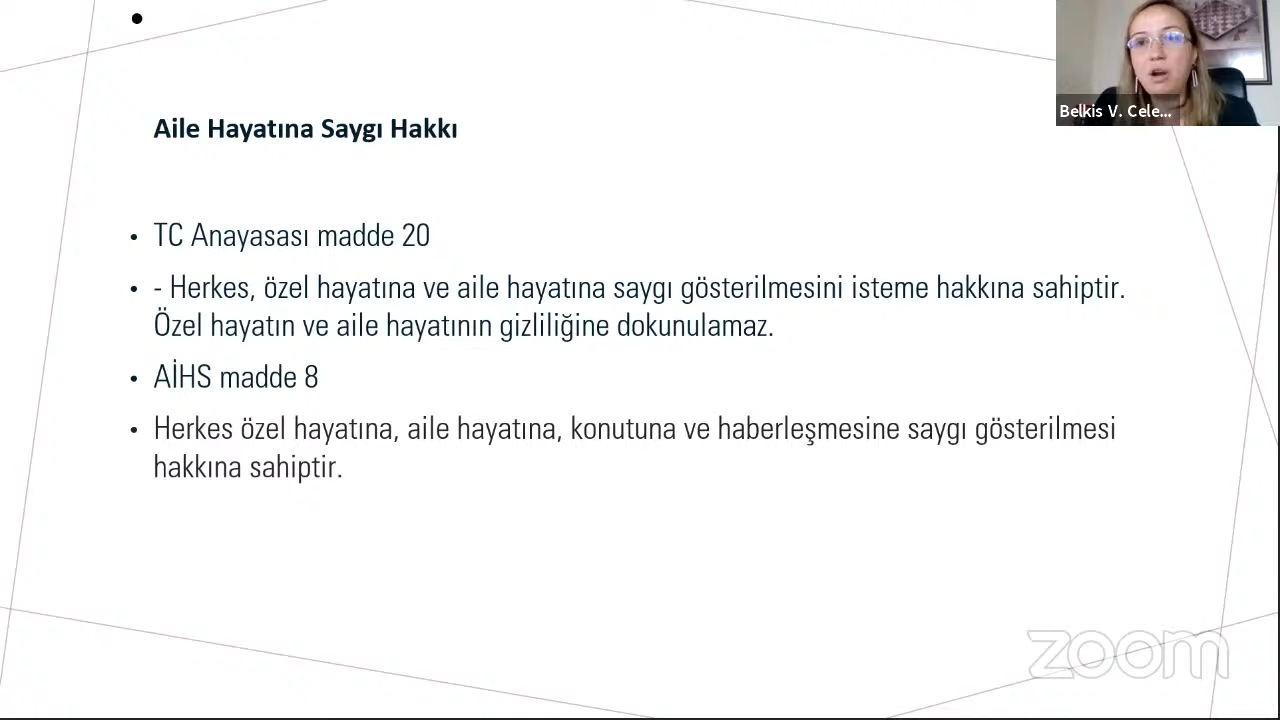 Belkis V. Cele...
Aile Hayatına Saygı Hakkı
• TC Anayasası madde 20
• - Herkes, özel hayatına ve aile hayatına saygı gösterilmesini isteme hakkına sahiptir.
Özel hayatın ve aile hayatının gizliliğine dokunulamaz.
• AİHS madde 8
• Herkes özel hayatına, aile hayatına, konutuna ve haberleşmesine saygı gösterilmesi
hakkına sahiptir.
zoom